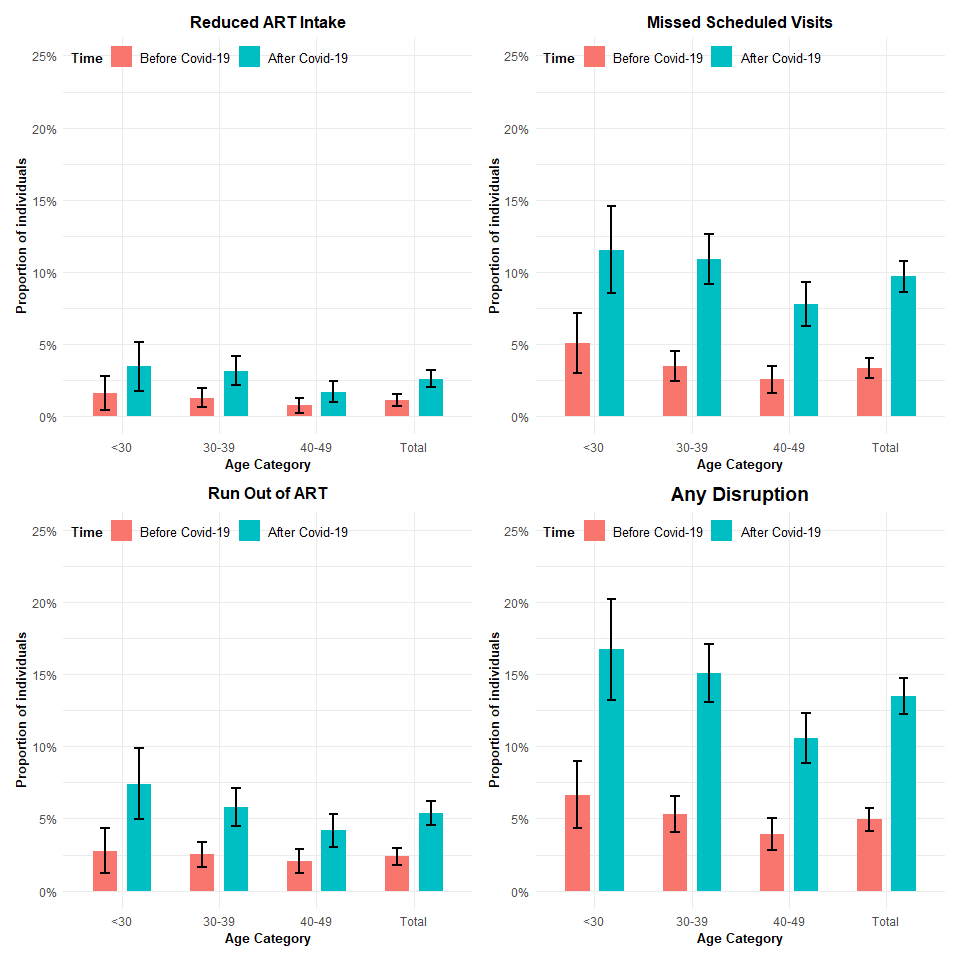 Reduced ART Intake
Time Before Covid-19 After Covid-19
25%
20%
15%
10%
5%
0%
Proportion of individuals
<30 30-39 40-49 Total
Age Category
Missed Scheduled Visits
Time Before Covid-19 After Covid-19
25%
20%
15%
10%
5%
0%
Proportion of individuals
<30 30-39 40-49 Total
Age Category
Run Out of ART
Time Before Covid-19 After Covid-19
25%
20%
15%
10%
5%
0%
Proportion of individuals
<30 30-39 40-49 Total
Age Category
Any Disruption
Time Before Covid-19 After Covid-19
25%
20%
15%
10%
5%
0%
Proportion of individuals
<30 30-39 40-49 Total
Age Category